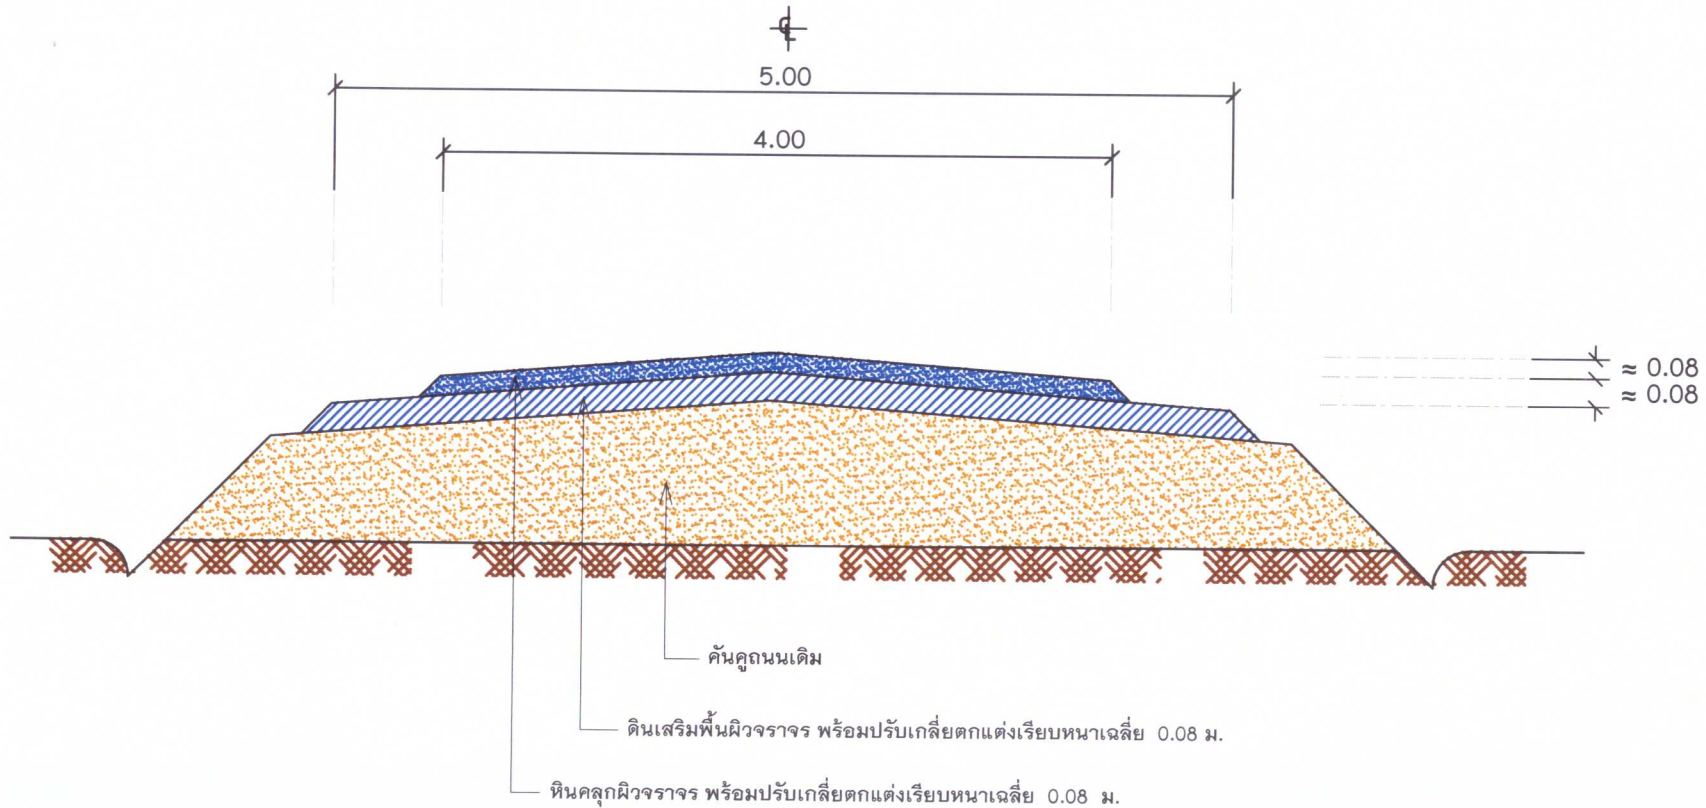 ℄
5.00
4.00
≈ 0.08
≈ 0.08
คันคูถนนเดิม
ดินเสริมพื้นผิวจราจร พร้อมปรับเกลี่ยตกแต่งเรียบหนาเฉลี่ย 0.08 ม.
หินคลุกผิวจราจร พร้อมปรับเกลี่ยตกแต่งเรียบหนาเฉลี่ย 0.08 ม.